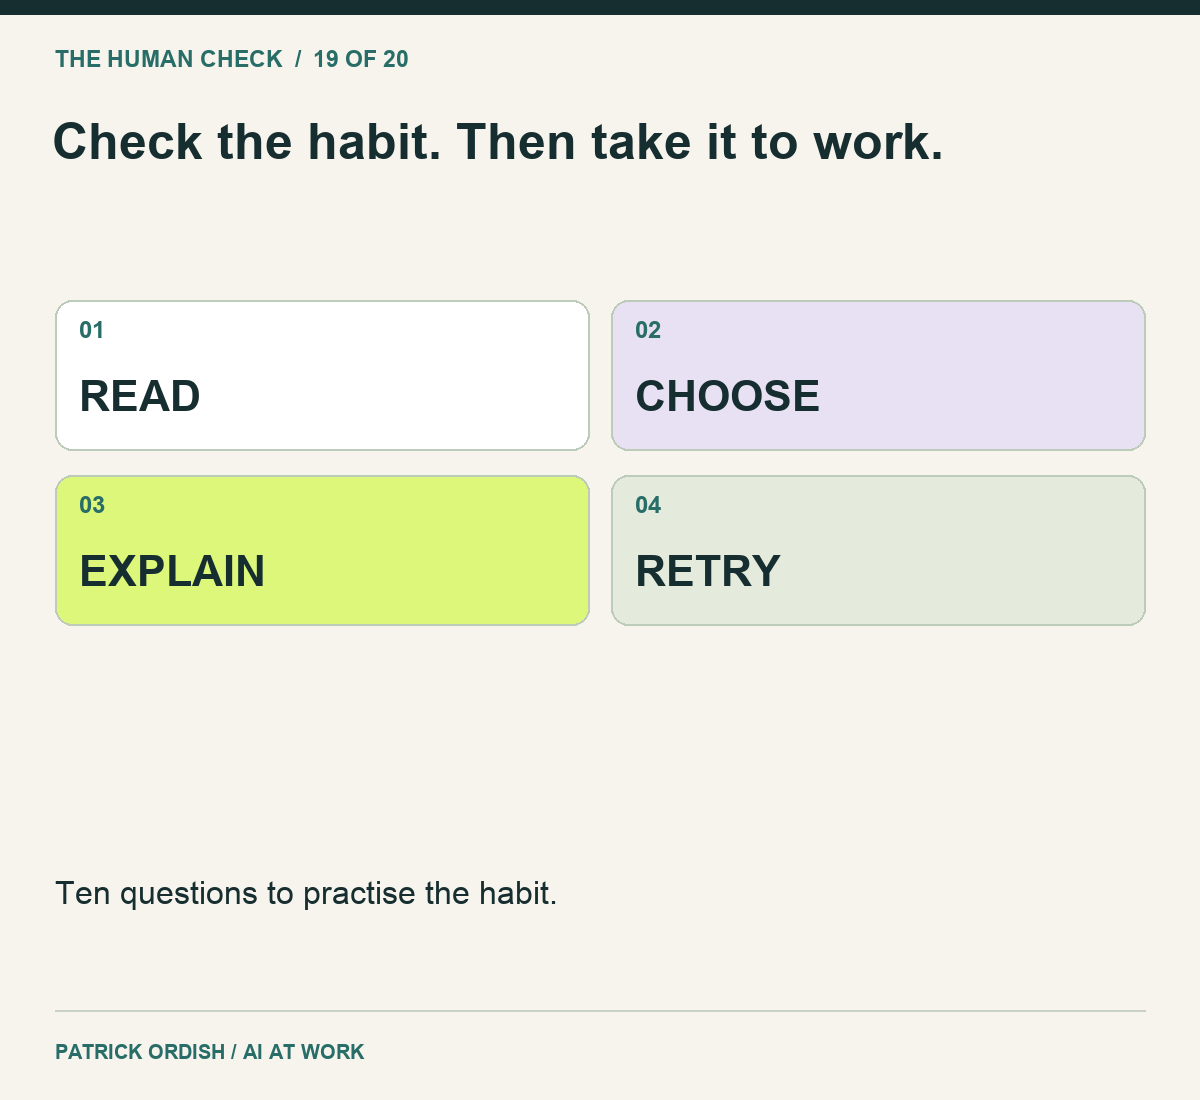 THE HUMAN CHECK / 19 OF 20
Check the habit. Then take it to work.
01
READ
02
CHOOSE
03
EXPLAIN
04
RETRY
Ten questions to practise the habit.
PATRICK ORDISH / AI AT WORK